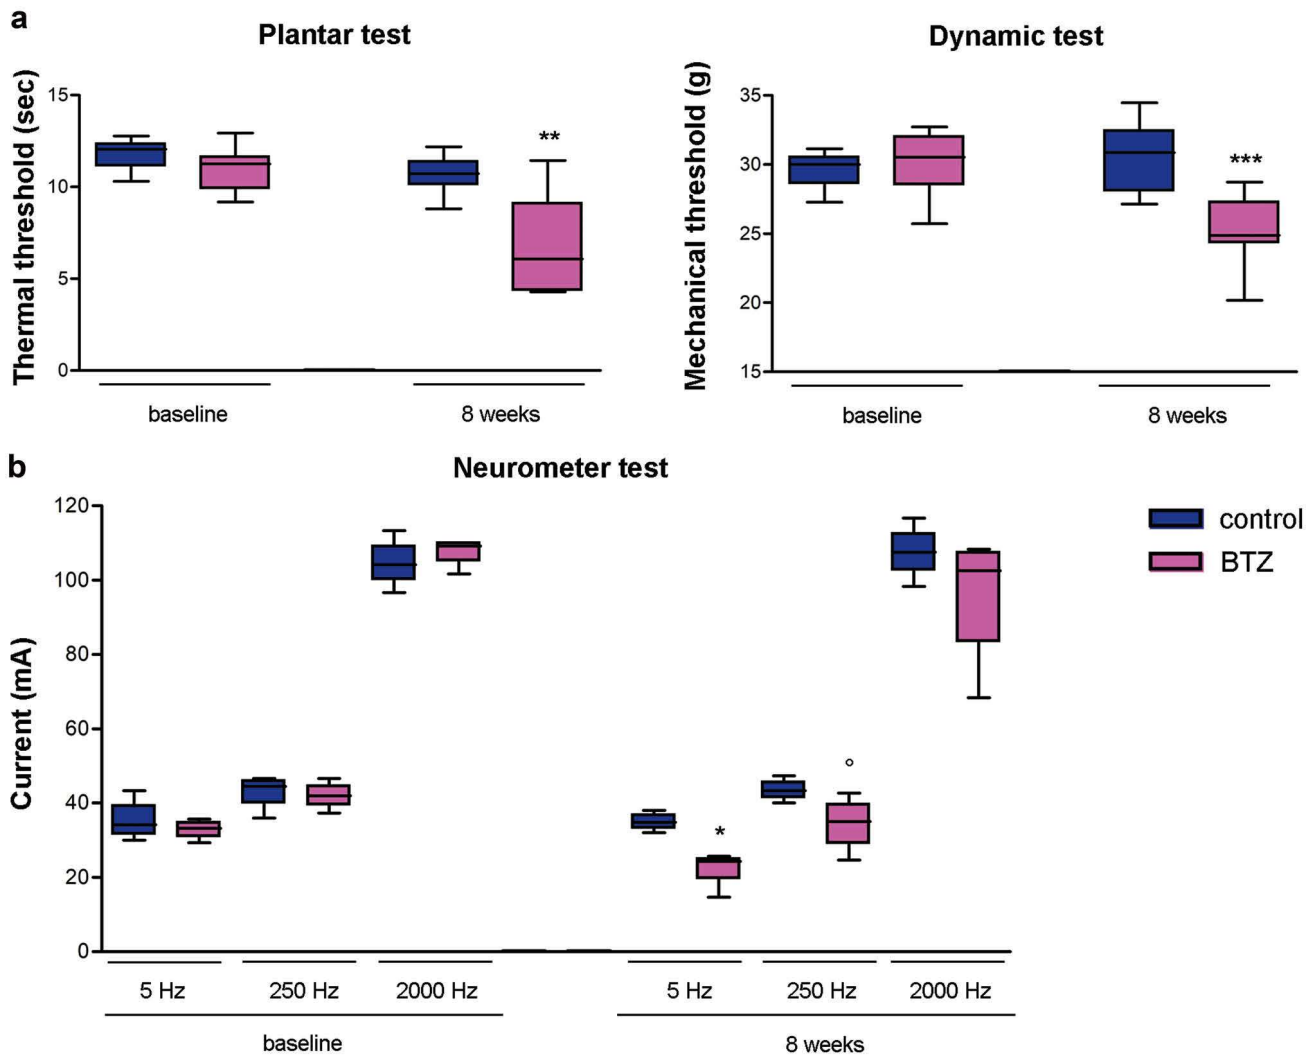 a
Plantar test
Dynamic test
Thermal threshold (sec)
15
10
5
0
**
baseline
8 weeks
Mechanical threshold (g)
35
30
25
20
15
***
baseline
8 weeks
b
Neurometer test
Current (mA)
120
100
80
60
40
20
0
*
control
BTZ
5 Hz
250 Hz
2000 Hz
5 Hz
250 Hz
2000 Hz
baseline
8 weeks